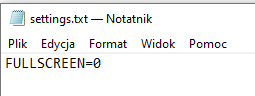 settings.txt — Notatnik
Plik Edycja Format Widok Pomoc
FULLSCREEN=0